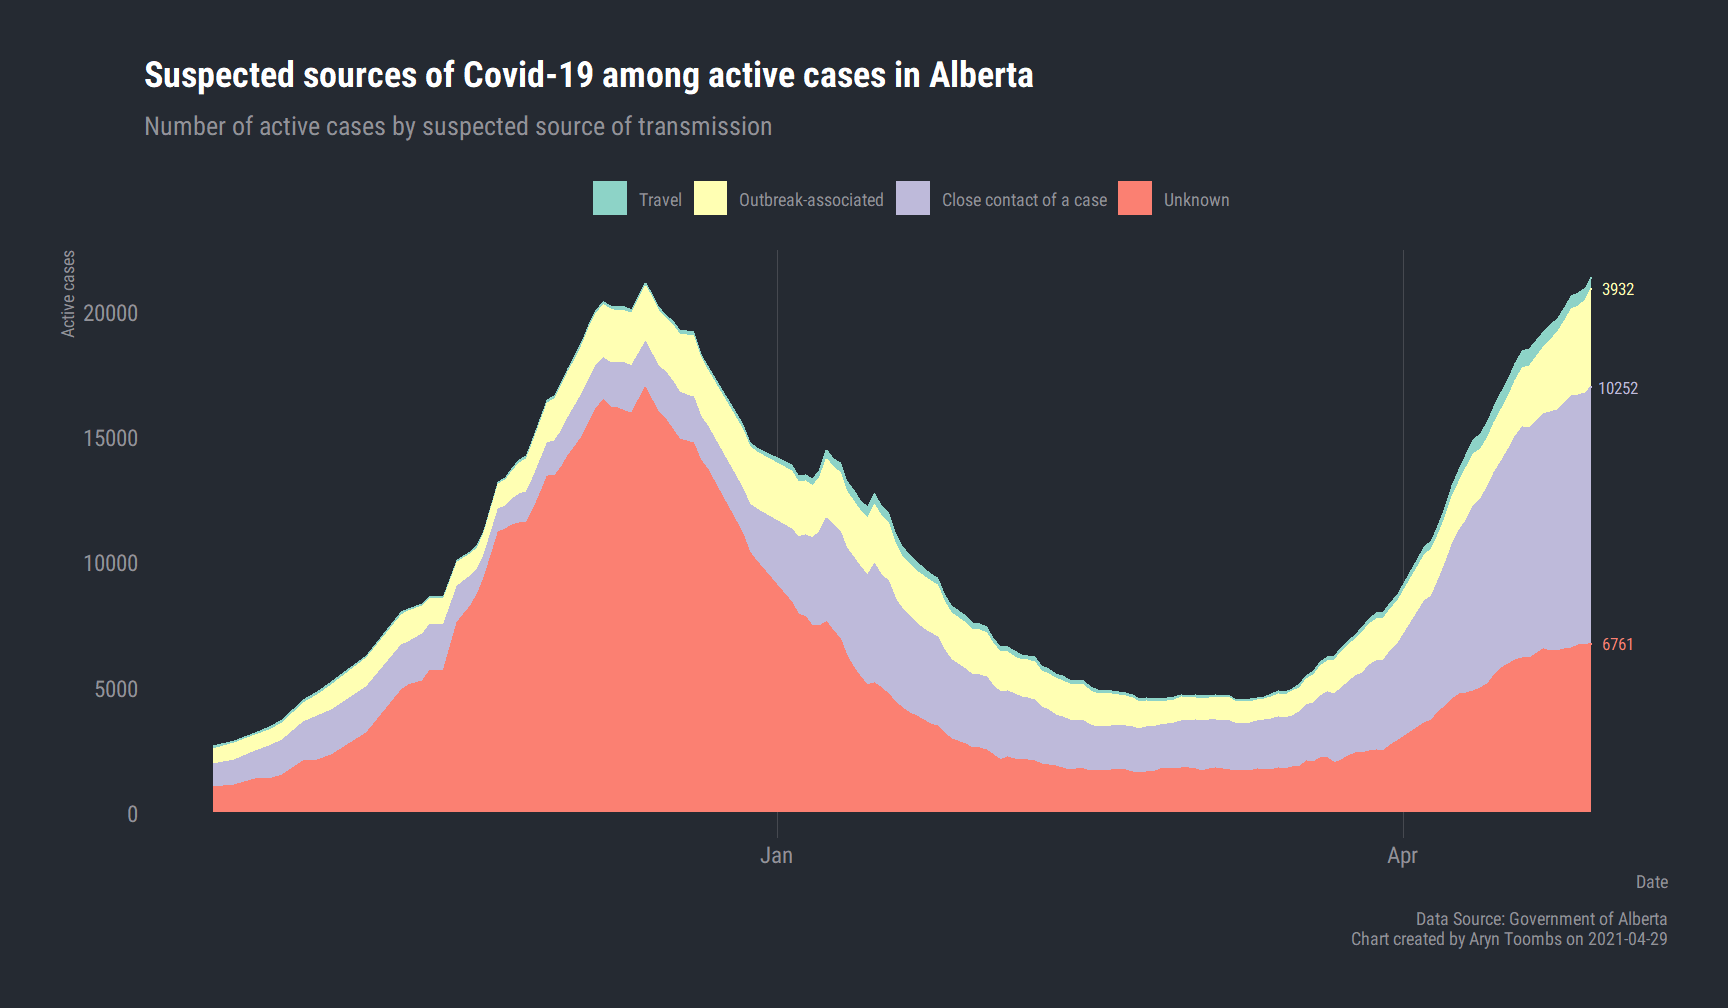 Suspected sources of Covid-19 among active cases in Alberta
Number of active cases by suspected source of transmission
Travel
Outbreak-associated
Close contact of a case
Unknown
Active cases
20000
15000
10000
5000
0
3932
10252
6761
Jan
Apr
Date
Data Source: Government of Alberta
Chart created by Aryn Toombs on 2021-04-29